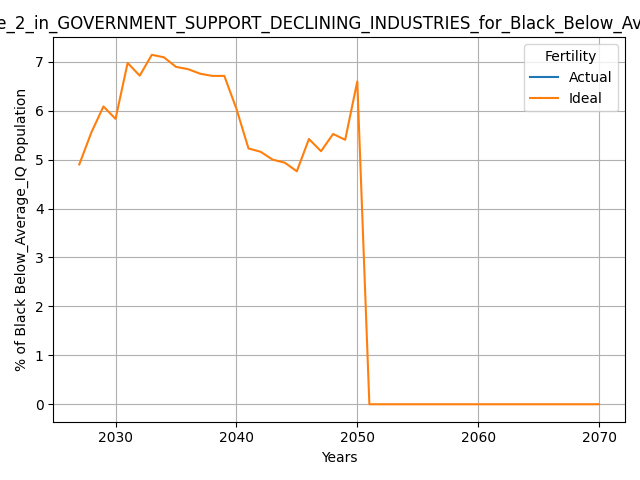 e_2_in_GOVERNMENT_SUPPORT_DECLINING_INDUSTRIES_for_Black_Below_Av
% of Black Below_Average_IQ Population
7
6
5
4
3
2
1
0
Fertility
Actual
Ideal
2030 2040 2050 2060 2070
Years